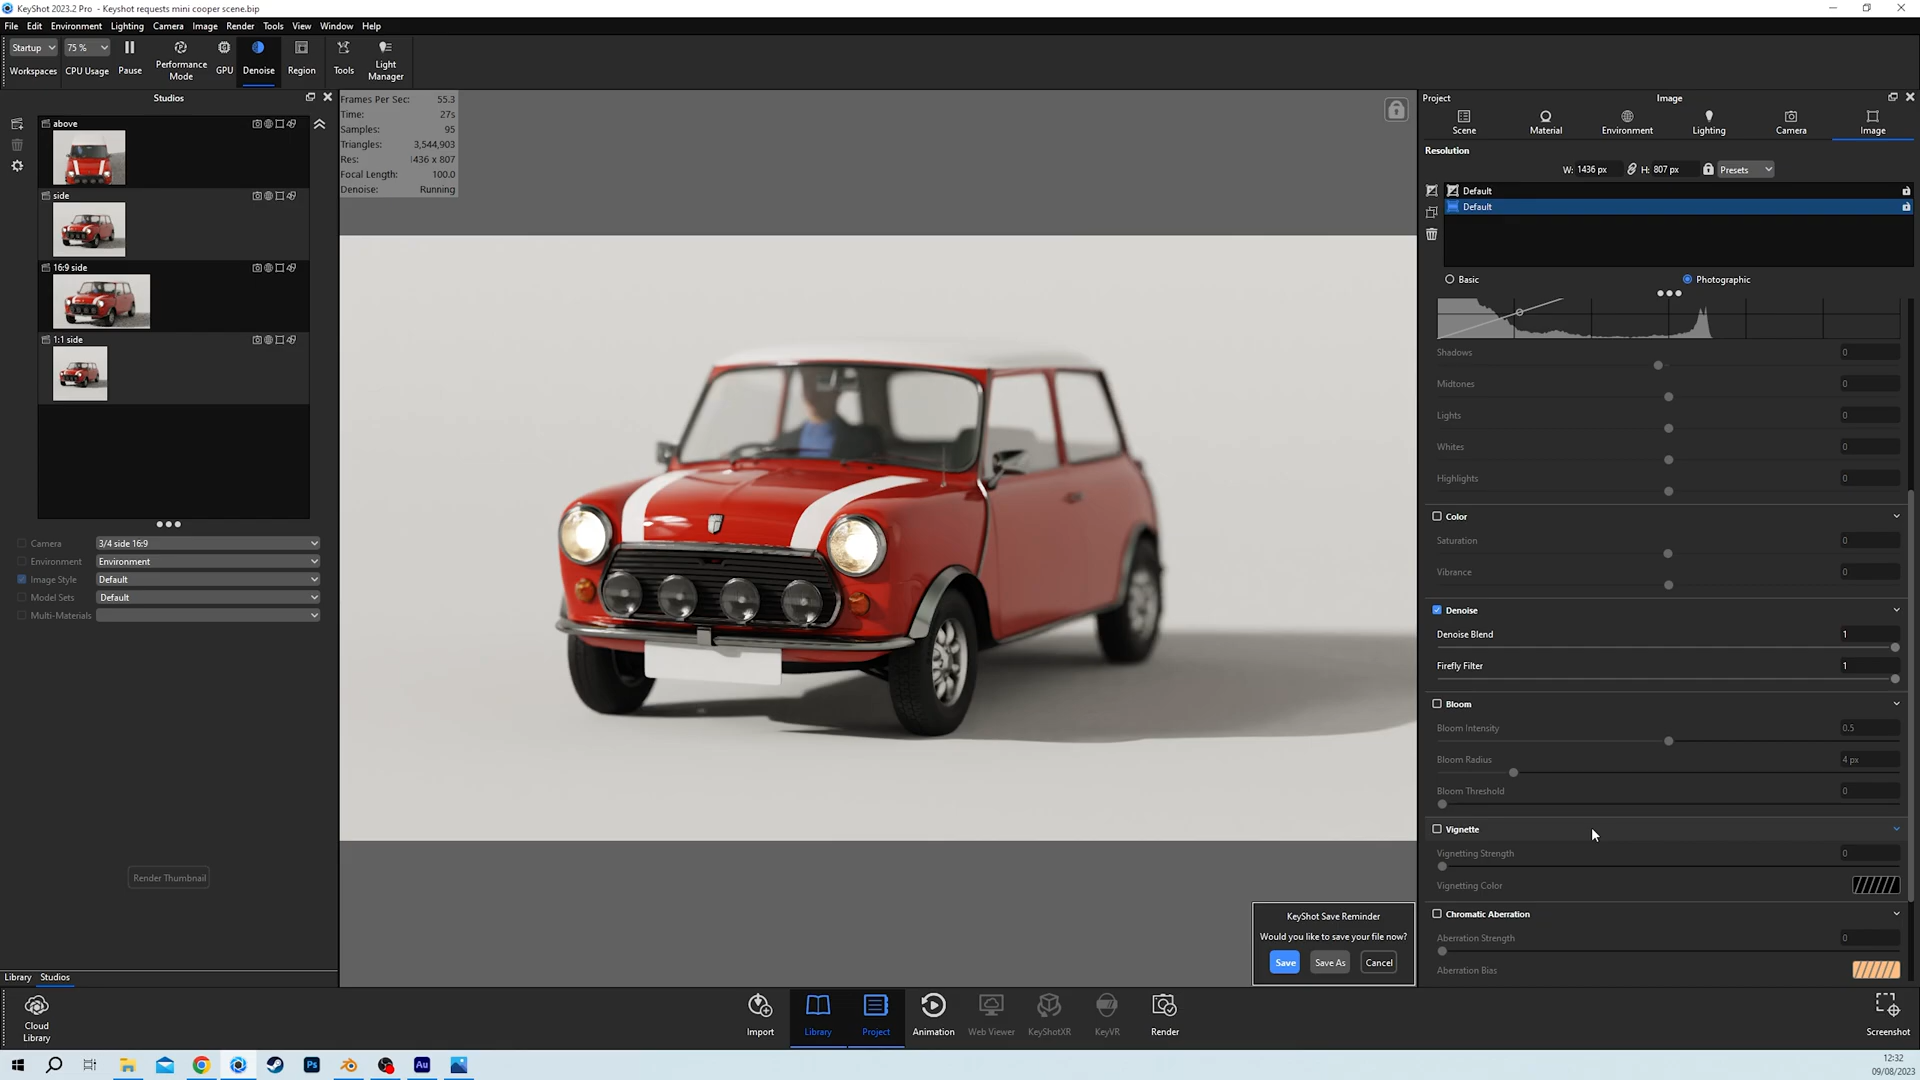 KeyShot 2023.2 Pro - Keyshot requests mini cooper scene.bip
File Edit Environment Lighting Camera Image Render Tools View Window Help
Startup 75 %
Workspaces CPU Usage Pause Performance Mode GPU Denoise Region Tools Light Manager
Studios
above
side
16:9 side
1:1 side
Camera 3/4 side 16:9
Environment Environment
Image Style Default
Model Sets Default
Multi-Materials
Render Thumbnail
Library Studios
Frames Per Sec: 55.3
Time: 27s
Samples: 95
Triangles: 3,544,903
Res: 1436 x 807
Focal Length: 100.0
Denoise: Running
Project Image
Scene Material Environment Lighting Camera Image
Resolution
W: 1436 px H: 807 px Presets
Default
Default
Basic Photographic
Shadows 0
Midtones 0
Lights 0
Whites 0
Highlights 0
Color
Saturation 0
Vibrance 0
Denoise
Denoise Blend 1
Firefly Filter 1
Bloom
Bloom Intensity 0.5
Bloom Radius 4 px
Bloom Threshold 0
Vignette
Vignetting Strength 0
Vignetting Color
Chromatic Aberration
Aberration Strength 0
Aberration Bias
KeyShot Save Reminder
Would you like to save your file now?
Save Save As Cancel
Cloud Library
Import Library Project Animation Web Viewer KeyShotXR KeyVR Render
Screenshot
Ps Au
12:32
09/08/2023